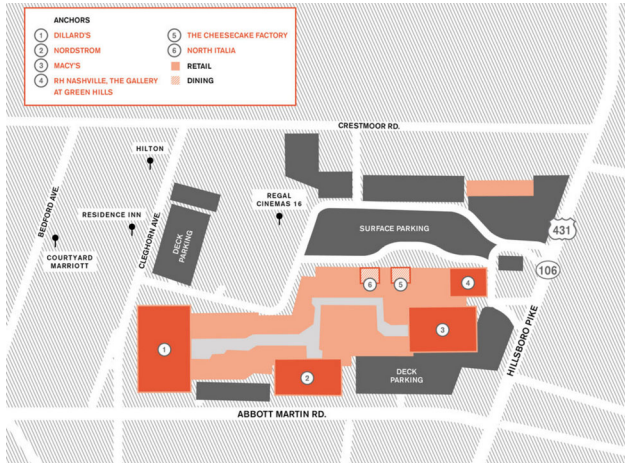 ANCHORS
1 DILLARD'S
2 NORDSTROM
3 MACY'S
4 RH NASHVILLE, THE GALLERY
AT GREEN HILLS
5 THE CHEESECAKE FACTORY
6 NORTH ITALIA
RETAIL
DINING
CRESTMOOR RD.
HILTON
BEDFORD AVE.
RESIDENCE INN
CLEGHORN AVE.
COURTYARD
MARRIOTT
DECK
PARKING
REGAL
CINEMAS 16
SURFACE PARKING
431
106
HILLSBORO PIKE
6
5
4
3
1
2
DECK
PARKING
ABBOTT MARTIN RD.